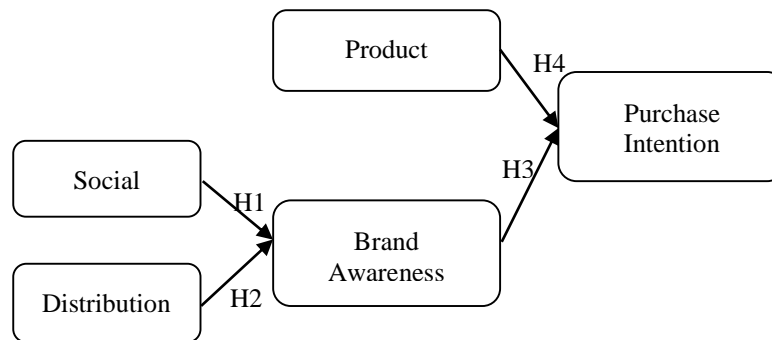 Product
H4
Purchase
Intention
Social
H1
H3
Brand
Awareness
Distribution
H2